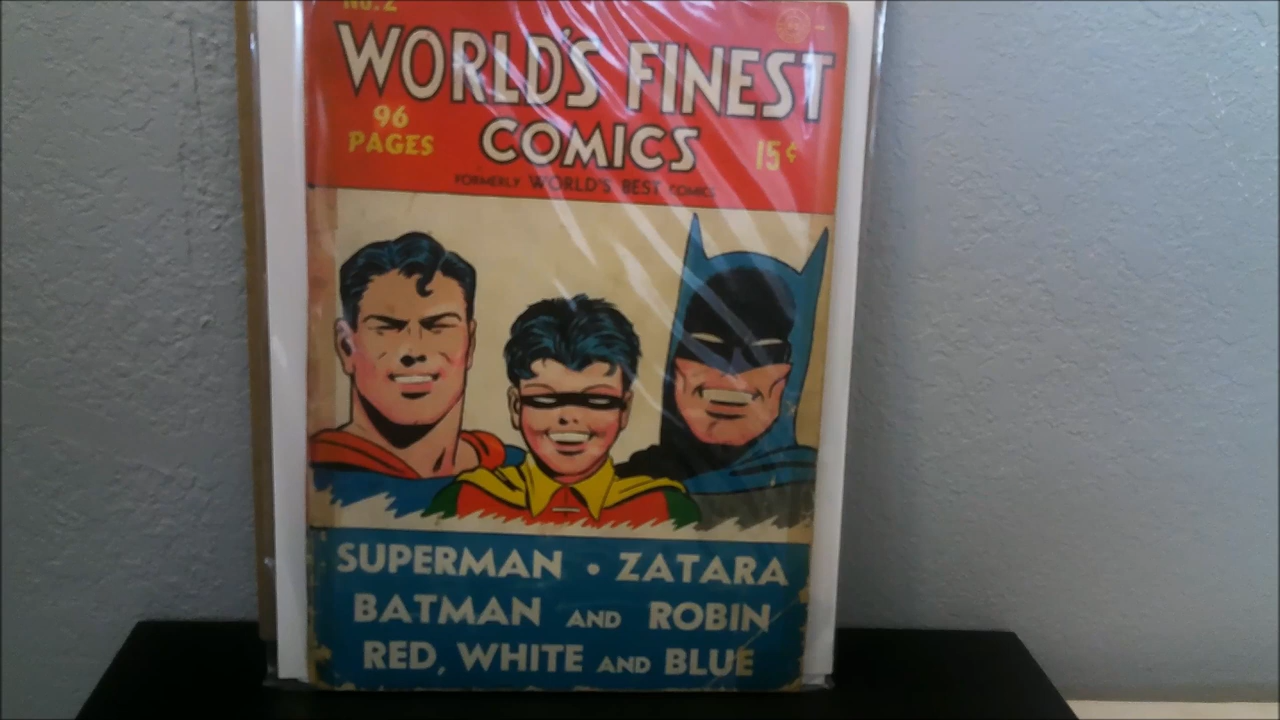 No. 2
WORLD'S FINEST
COMICS
96
PAGES
15¢
FORMERLY WORLD'S BEST COMICS
SUPERMAN • ZATARA
BATMAN AND ROBIN
RED, WHITE AND BLUE